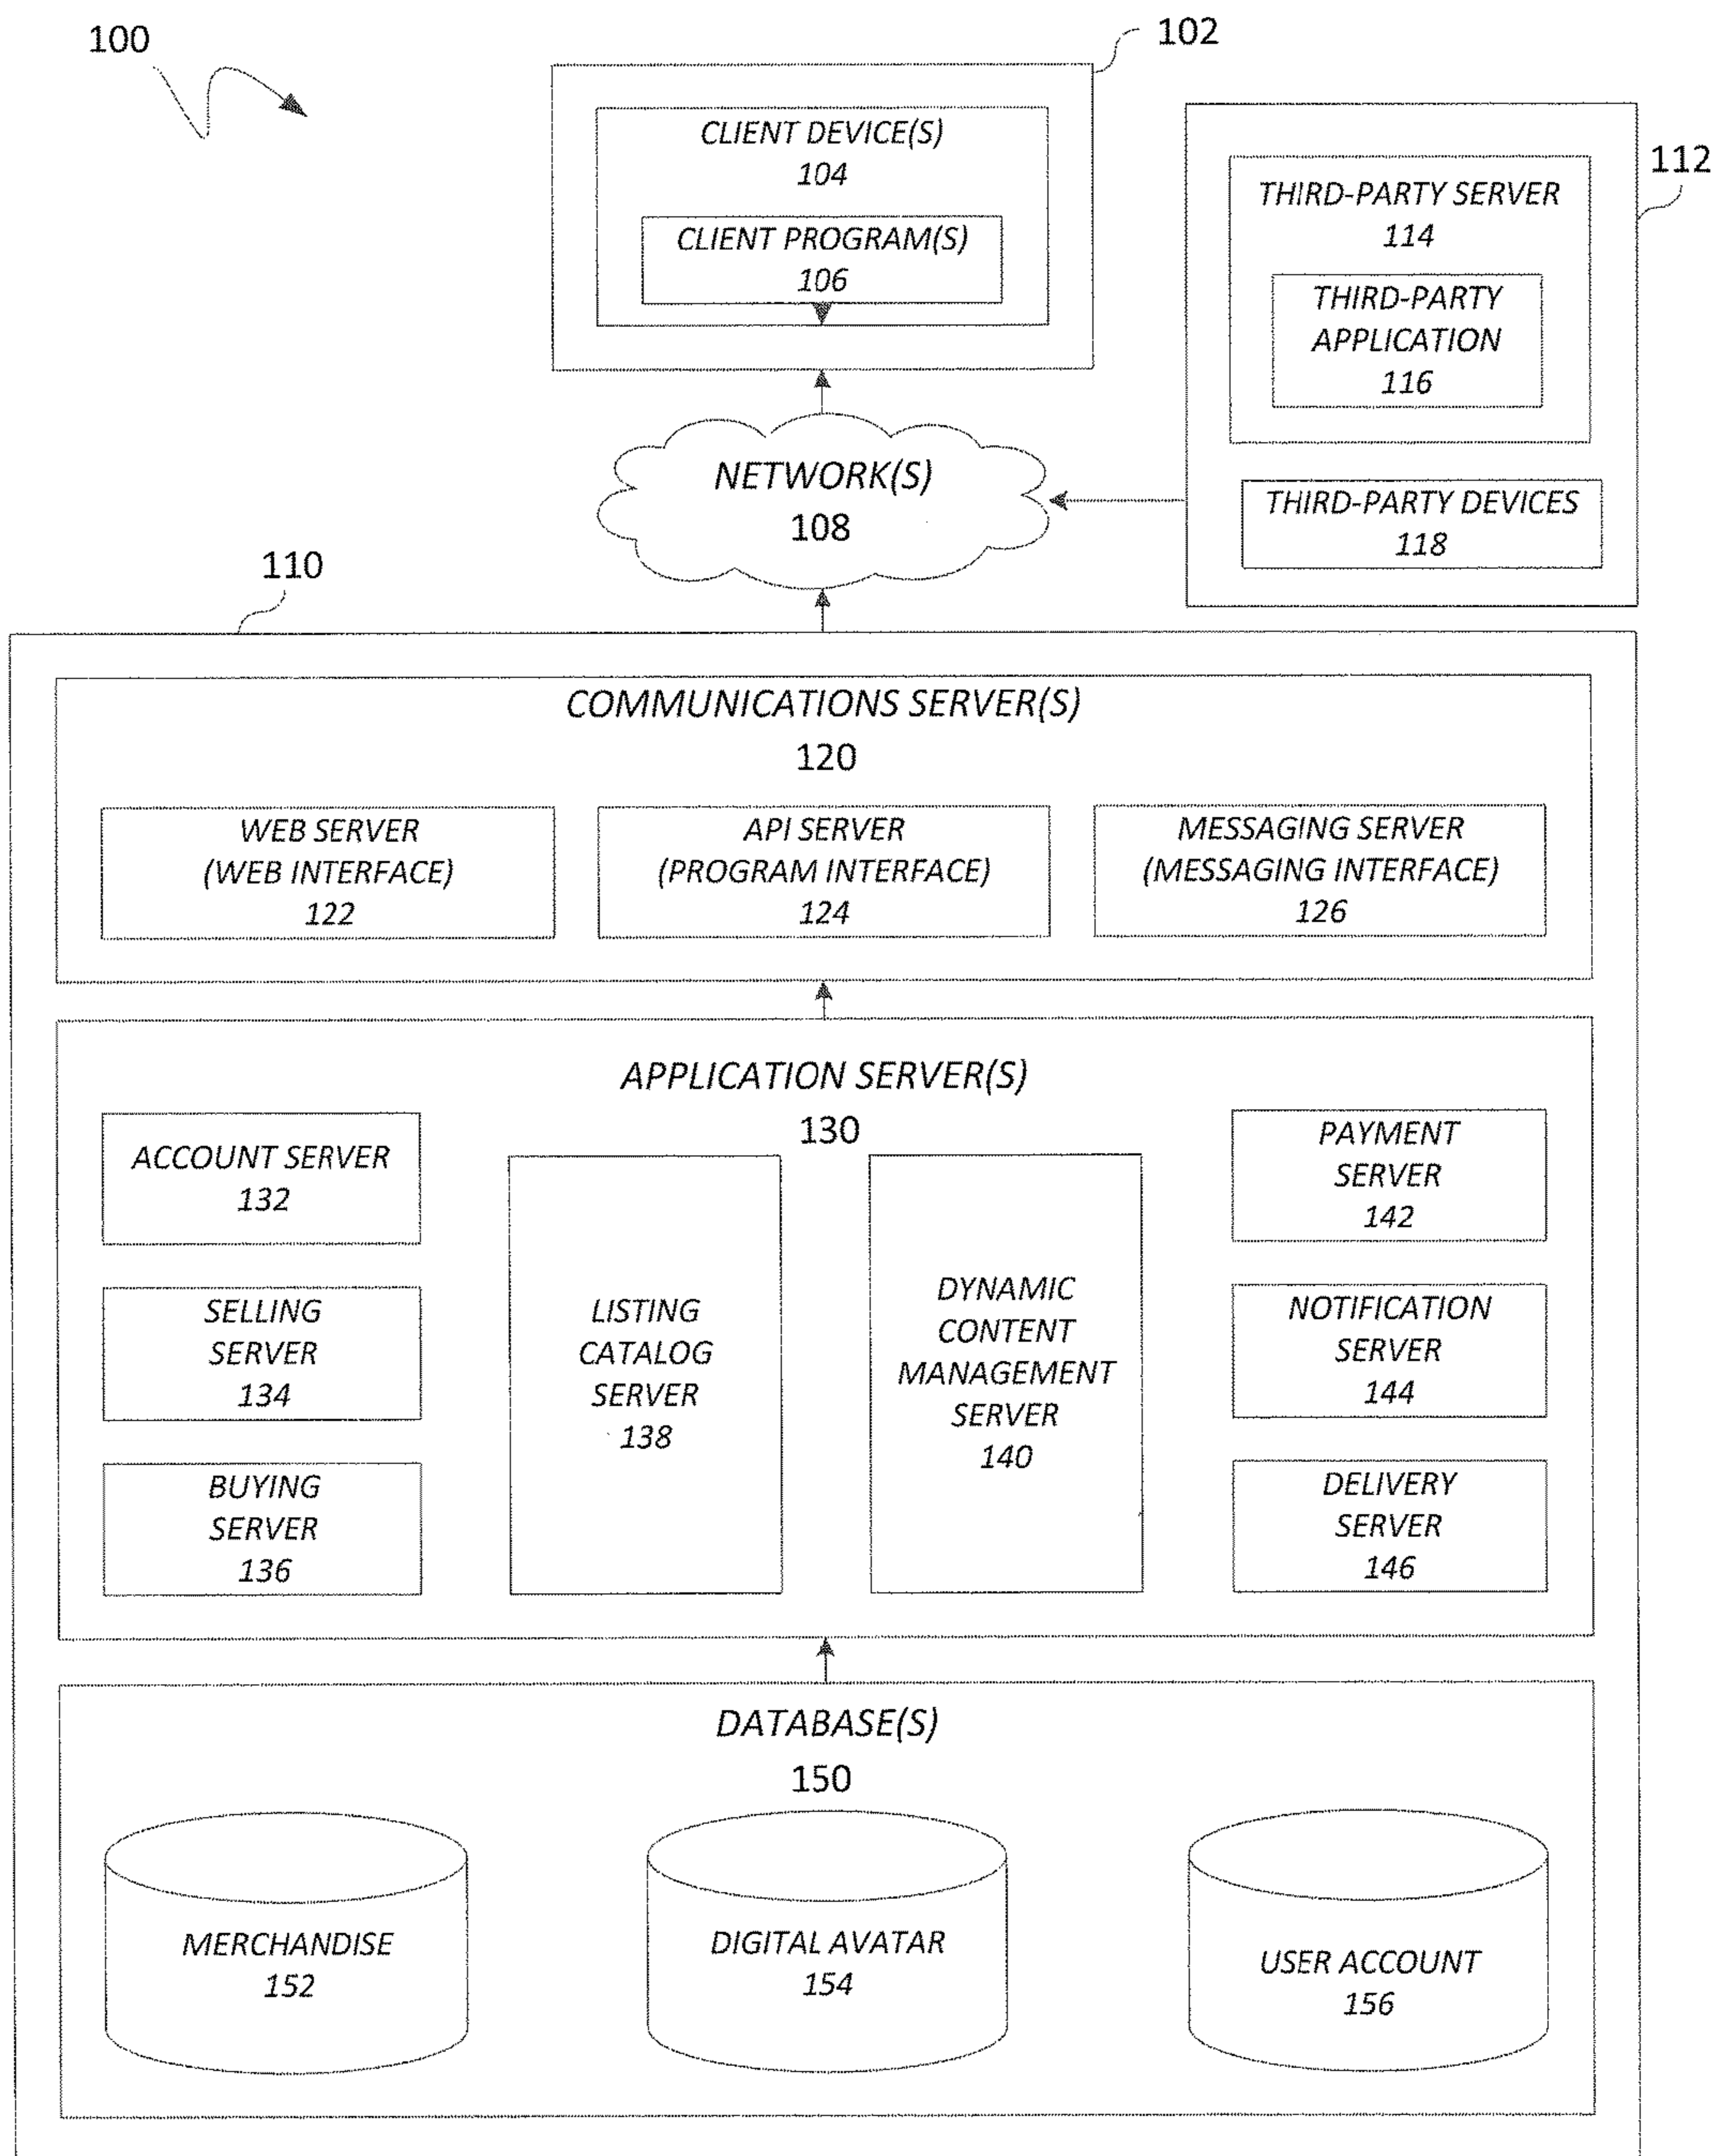 100
102
CLIENT DEVICE(S)
104
CLIENT PROGRAM(S)
106
112
THIRD-PARTY SERVER
114
THIRD-PARTY
APPLICATION
116
THIRD-PARTY DEVICES
118
NETWORK(S)
108
110
COMMUNICATIONS SERVER(S)
120
WEB SERVER
(WEB INTERFACE)
122
API SERVER
(PROGRAM INTERFACE)
124
MESSAGING SERVER
(MESSAGING INTERFACE)
126
APPLICATION SERVER(S)
130
ACCOUNT SERVER
132
SELLING
SERVER
134
BUYING
SERVER
136
LISTING
CATALOG
SERVER
138
DYNAMIC
CONTENT
MANAGEMENT
SERVER
140
PAYMENT
SERVER
142
NOTIFICATION
SERVER
144
DELIVERY
SERVER
146
DATABASE(S)
150
MERCHANDISE
152
DIGITAL AVATAR
154
USER ACCOUNT
156